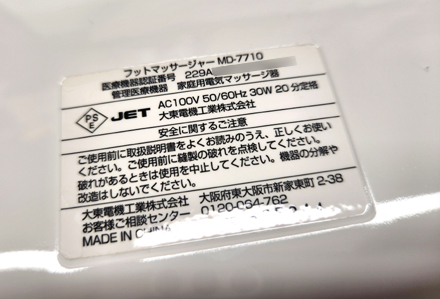 フットマッサージャー MD-7710
医療機器認証番号 229A
管理医療機器 家庭用電気マッサージ器
PS
E
JET
AC100V 50/60Hz 30W 20分定格
大東電機工業株式会社
安全に関するご注意
ご使用前に取扱説明書をよくお読みのうえ、正しくお使い
ください。ご使用前に縫製の破れを点検してください。
破れがあるときは使用を中止してください。機器の分解や
改造はしないでください。
大東電機工業株式会社 大阪府東大阪市新家東町2-38
お客様ご相談センター 0120-064-762
MADE IN CHINA